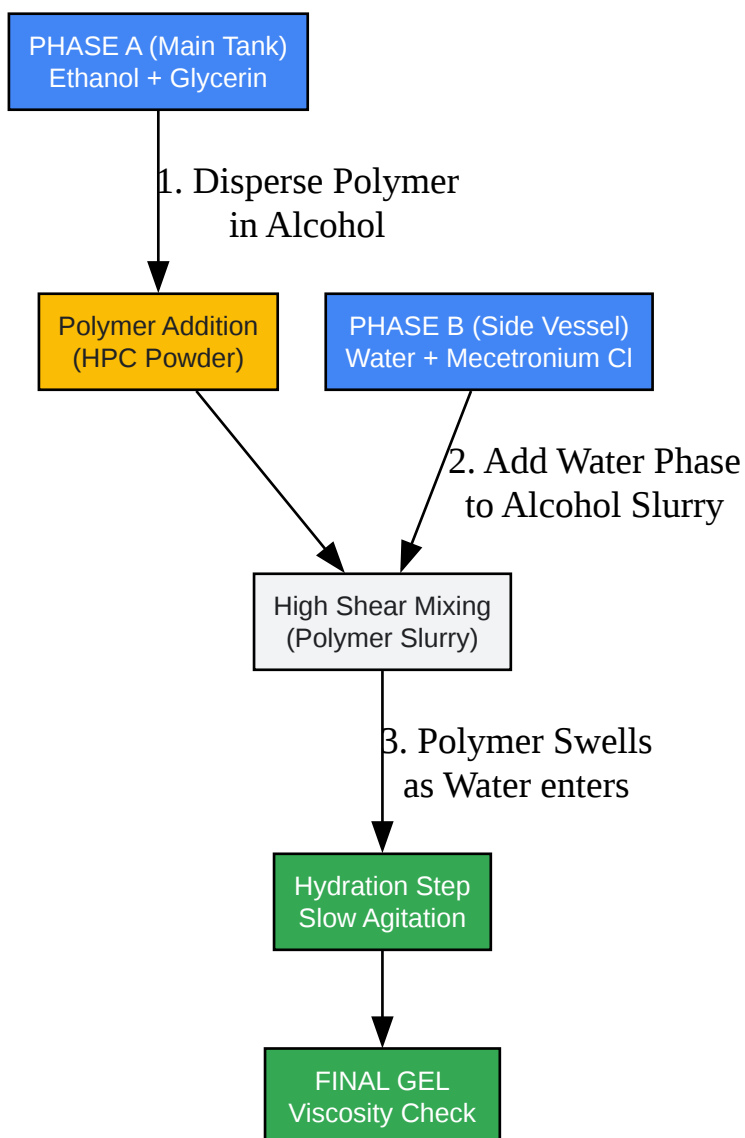 PHASE A (Main Tank)
Ethanol + Glycerin
1. Disperse Polymer
in Alcohol
Polymer Addition
(HPC Powder)
PHASE B (Side Vessel)
Water + Mecetronium Cl
2. Add Water Phase
to Alcohol Slurry
High Shear Mixing
(Polymer Slurry)
3. Polymer Swells
as Water enters
Hydration Step
Slow Agitation
FINAL GEL
Viscosity Check